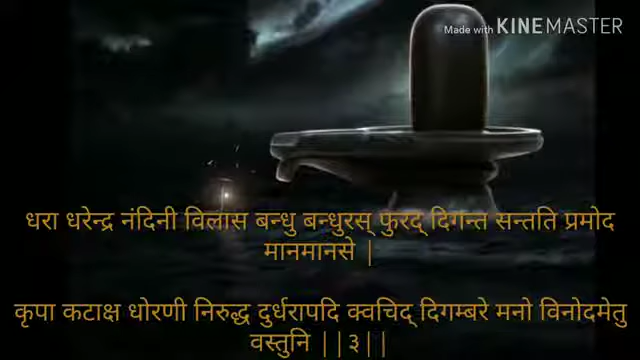 Made with KINEMASTER
धरा धरेन्द्र नंदिनी विलास बन्धु बन्धुरस् फुरद् दिगन्त सन्तति प्रमोद
मानमानसे |
कृपा कटाक्ष धोरणी निरुद्ध दुर्धरापदि क्वचिद् दिगम्बरे मनो विनोदमेतु
वस्तुनि ||३||